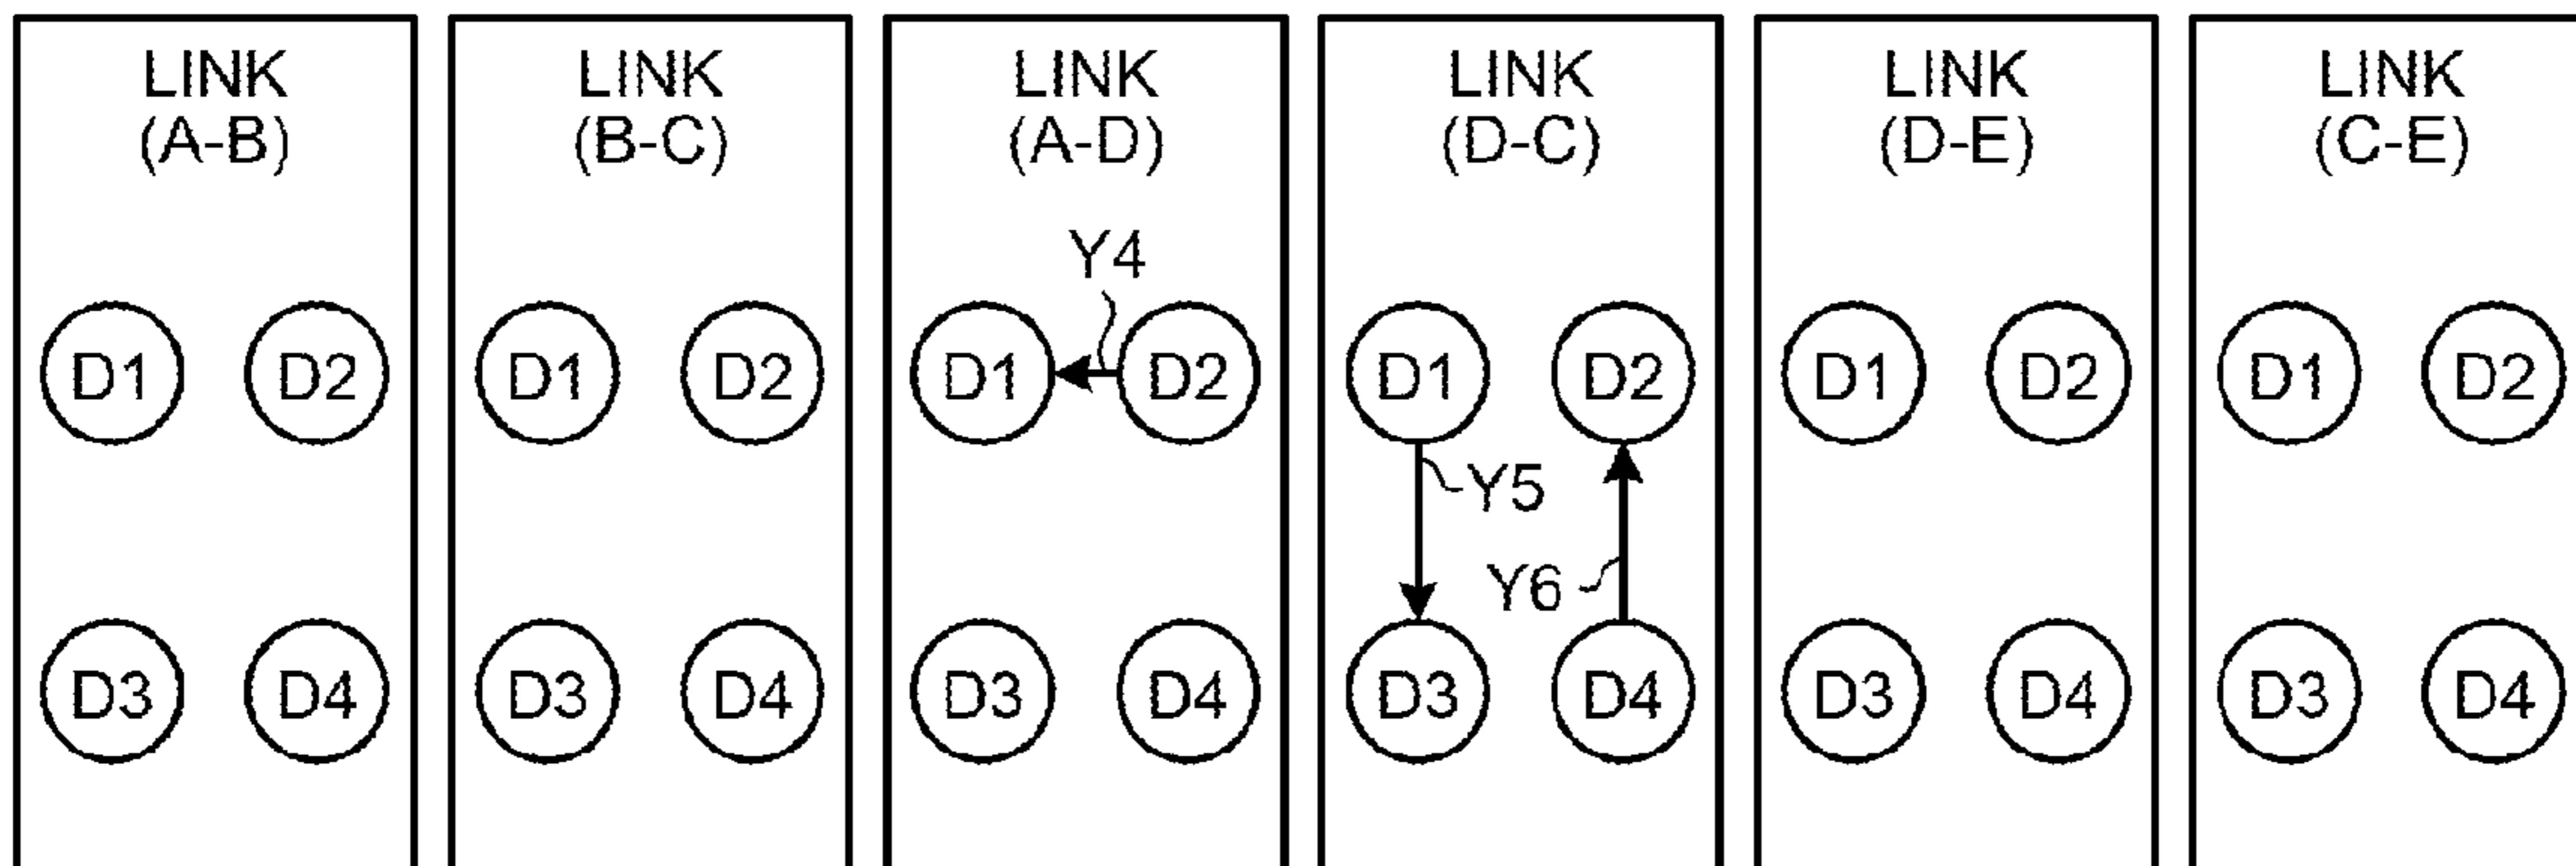 LINK
(A-B)
LINK
(B-C)
LINK
(A-D)
LINK
(D-C)
LINK
(D-E)
LINK
(C-E)
Y4
D1 D2 D1 D2 D1 D2 D1 D2 D1 D2 D1 D2
Y5
Y6
D3 D4 D3 D4 D3 D4 D3 D4 D3 D4 D3 D4